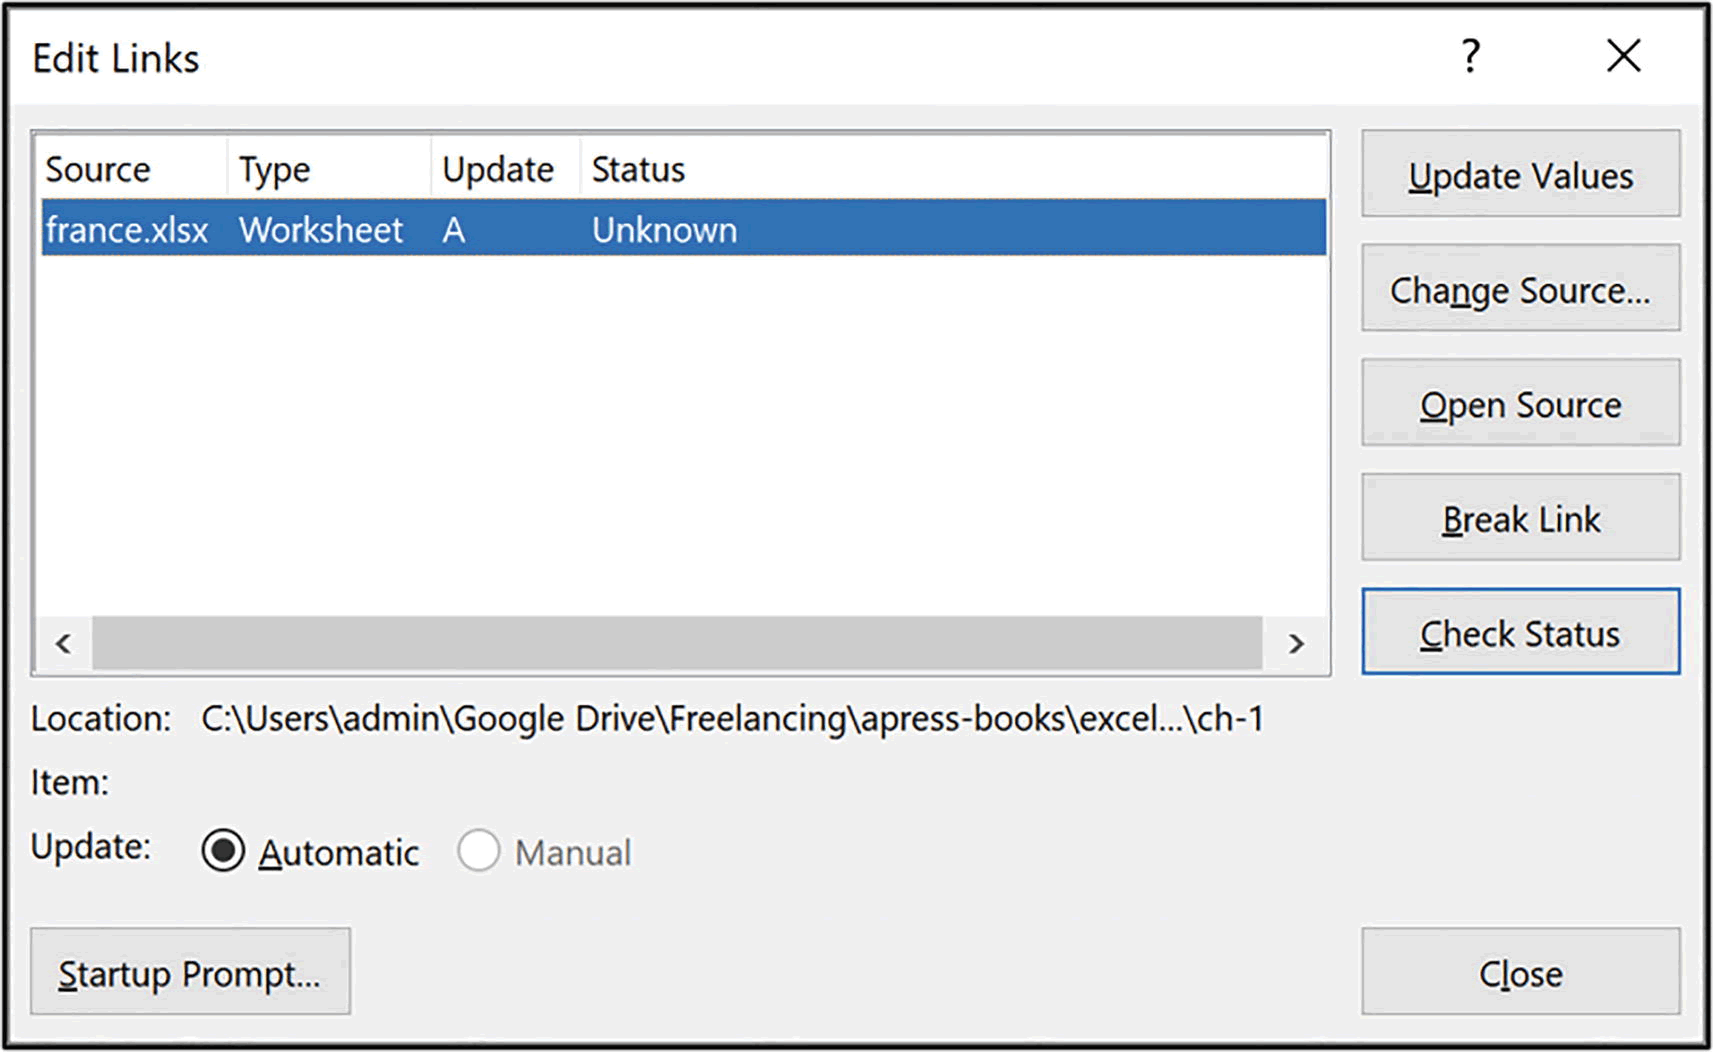 Edit Links
?
Source Type Update Status
france.xlsx Worksheet A Unknown
Update Values
Change Source...
Open Source
Break Link
Check Status
Location: C:\Users\admin\Google Drive\Freelancing\apress-books\excel...\ch-1
Item:
Update: Automatic Manual
Startup Prompt...
Close